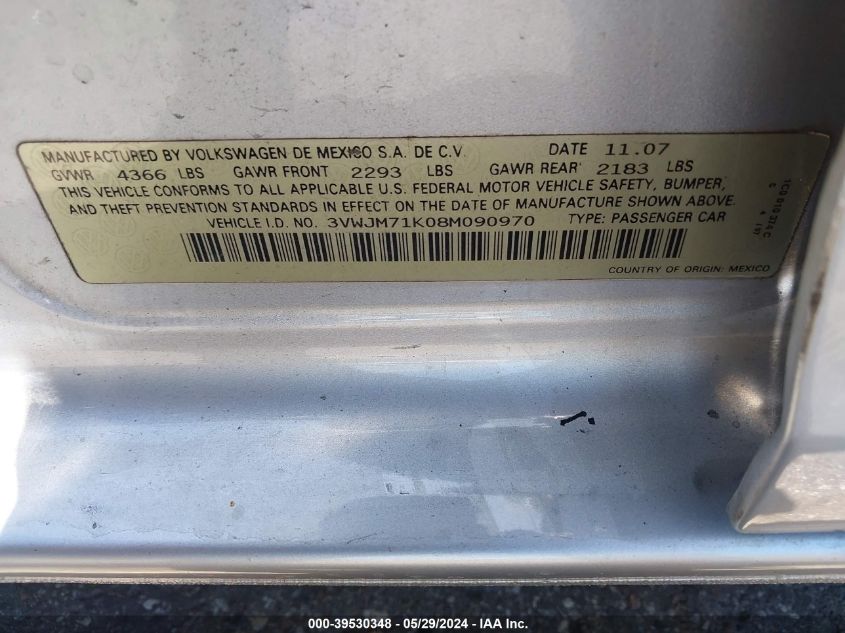 MANUFACTURED BY VOLKSWAGEN DE MEXICO S.A. DE C.V. DATE 11.07
GVWR 4366 LBS GAWR FRONT 2293 LBS GAWR REAR 2183 LBS
THIS VEHICLE CONFORMS TO ALL APPLICABLE U.S. FEDERAL MOTOR VEHICLE SAFETY, BUMPER,
AND THEFT PREVENTION STANDARDS IN EFFECT ON THE DATE OF MANUFACTURE SHOWN ABOVE.
VEHICLE I.D. NO. 3VWJM71K08M090970 TYPE: PASSENGER CAR
COUNTRY OF ORIGIN: MEXICO
1C0 010 374 C
000-39530348 - 05/29/2024 - IAA Inc.